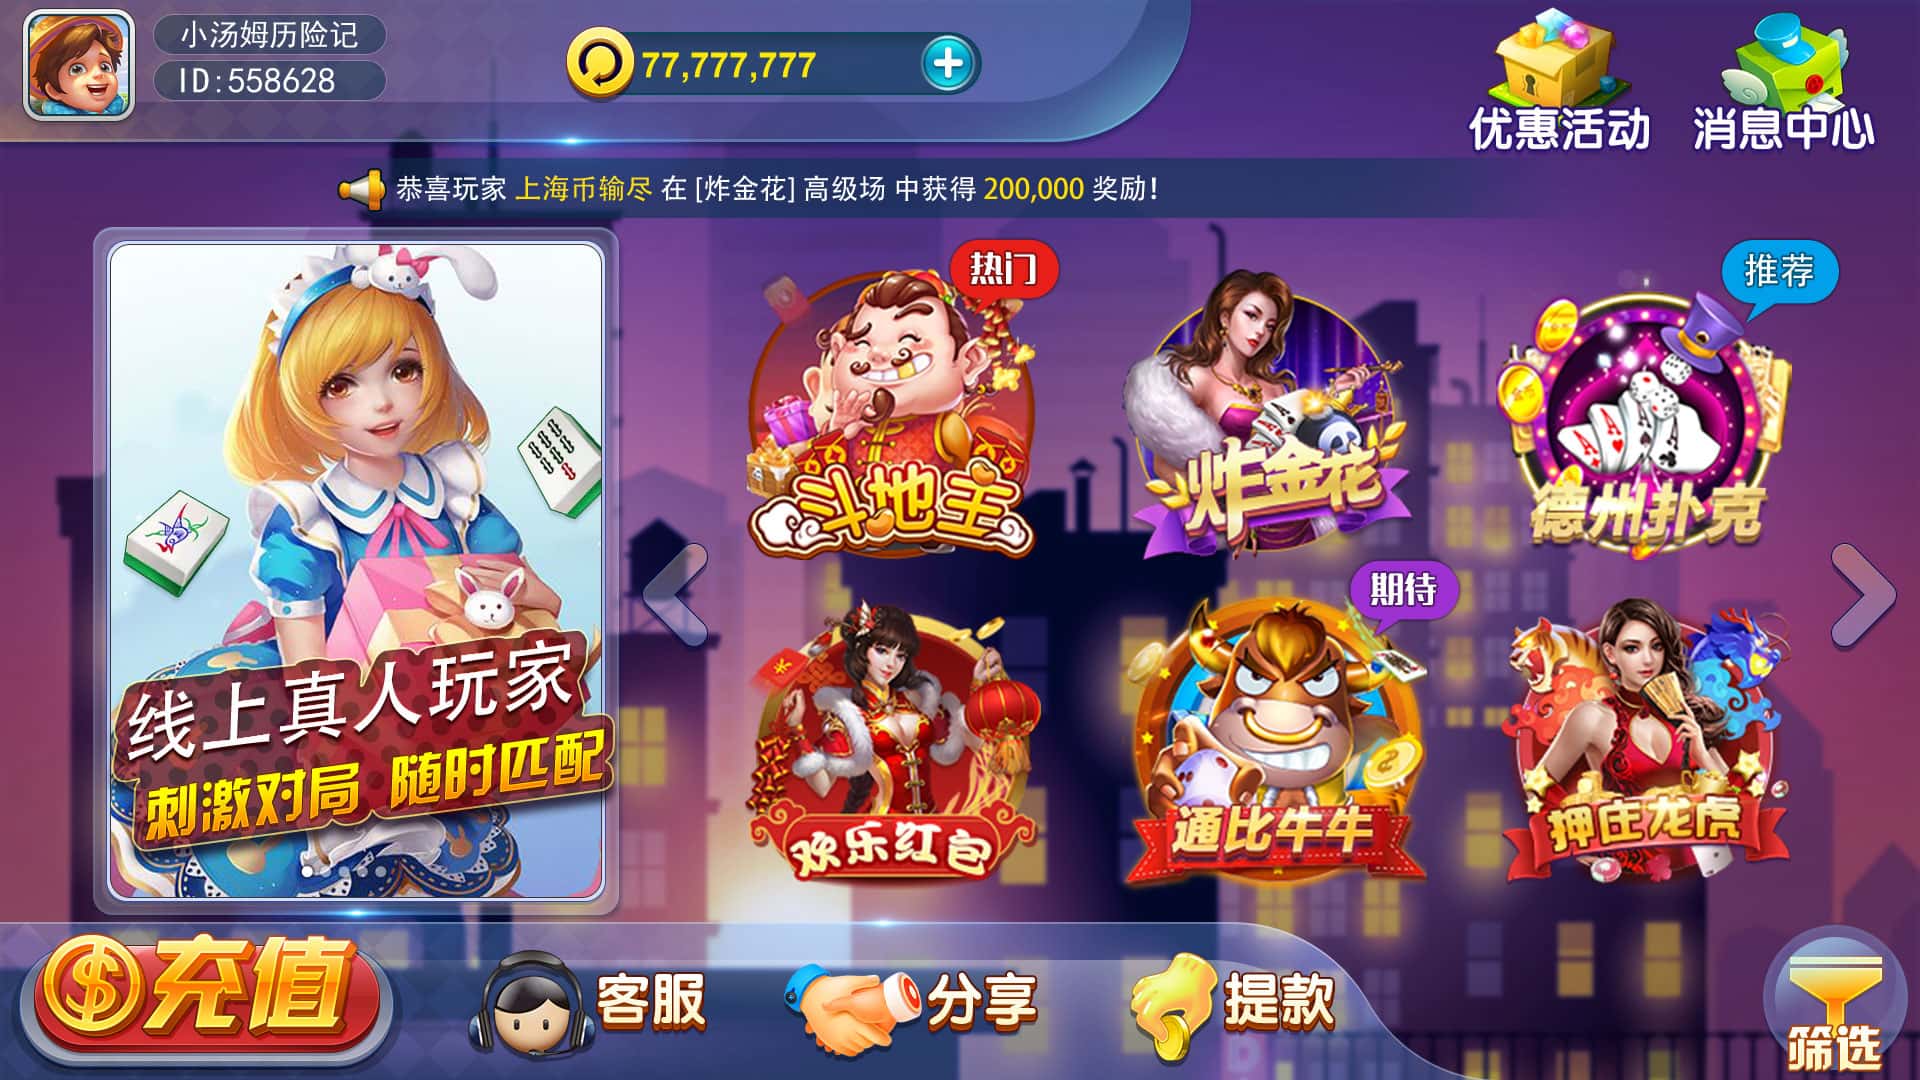 小汤姆历险记
ID:558628
77,777,777
优惠活动
消息中心
恭喜玩家 上海币输尽 在 [炸金花] 高级场 中获得 200,000 奖励!
热门
斗地主
炸金花
推荐
德州扑克
线上真人玩家
刺激对局 随时匹配
欢乐红包
期待
通比牛牛
押庄龙虎
充值
客服
分享
提款
筛选